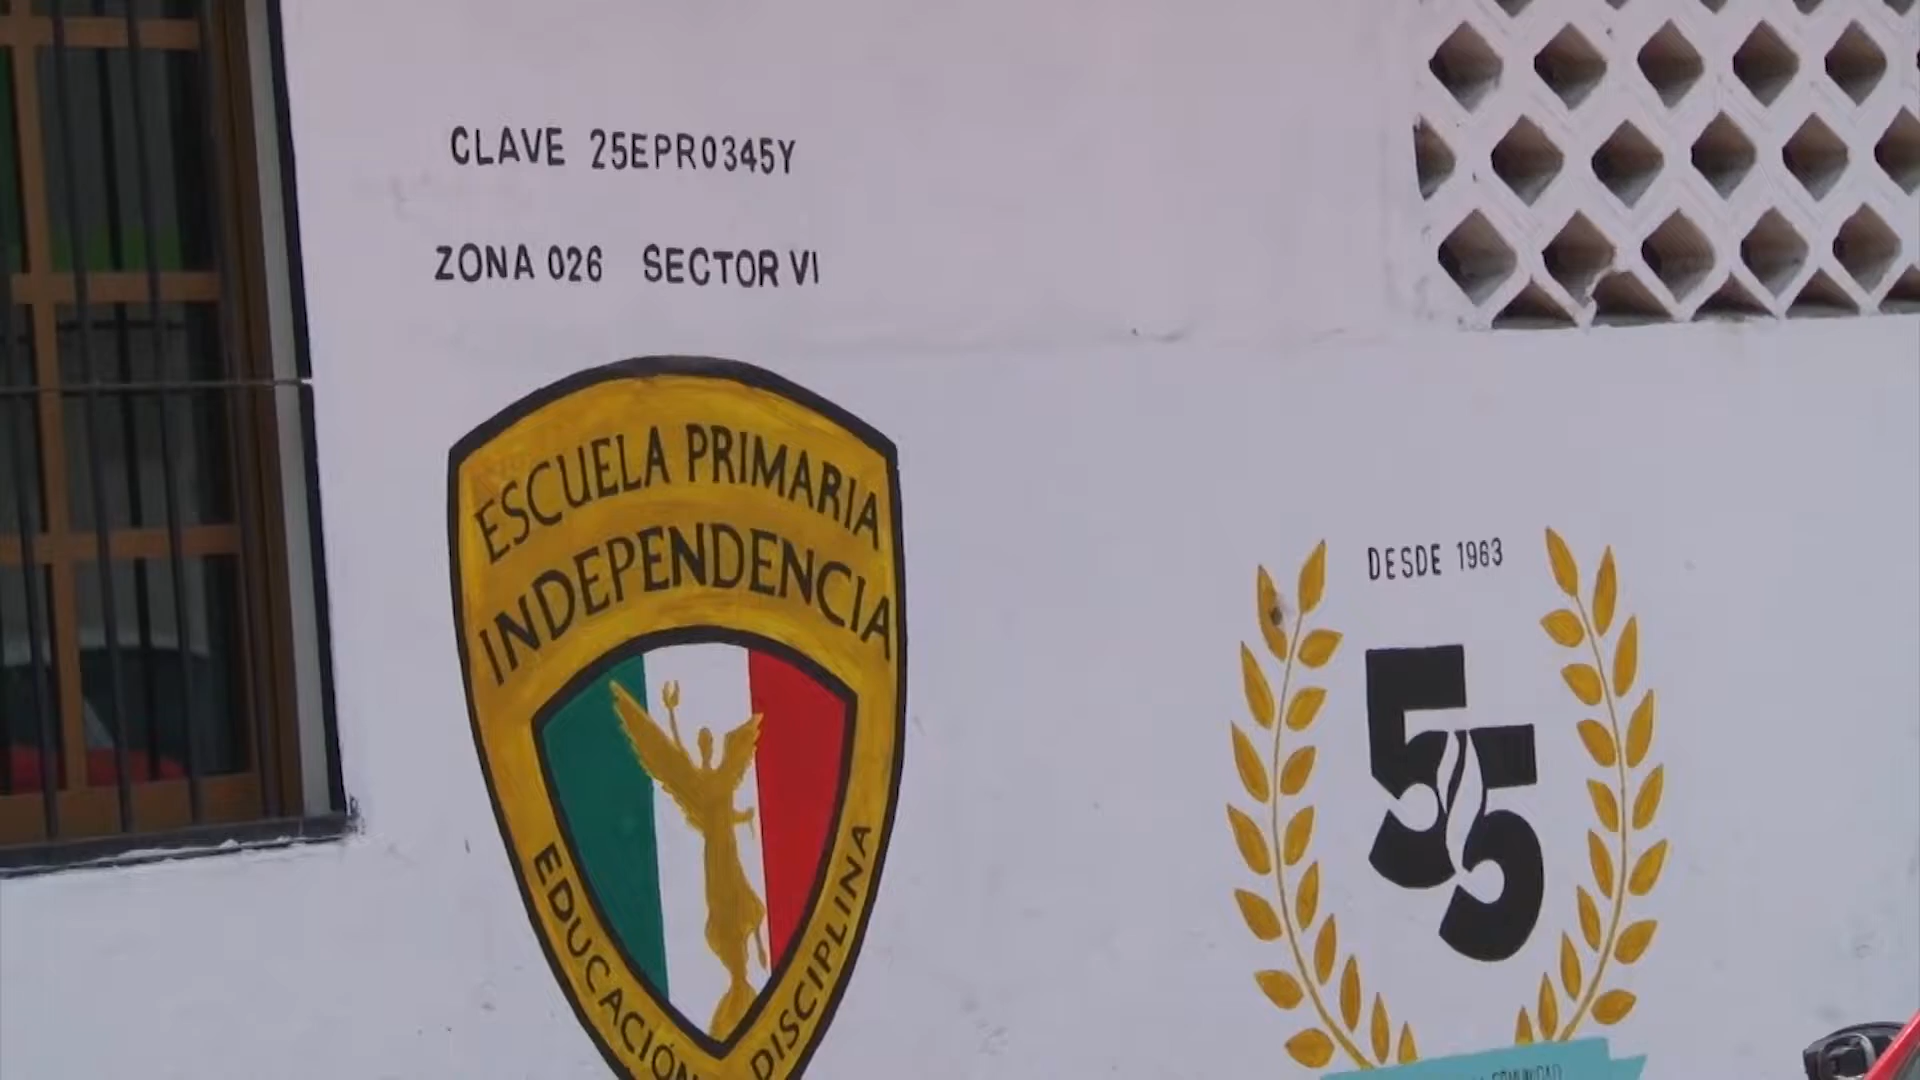 CLAVE 25EPR0345Y
ZONA 026 SECTOR VI
ESCUELA PRIMARIA
INDEPENDENCIA
EDUCACIÓN
DISCIPLINA
DESDE 1963
55